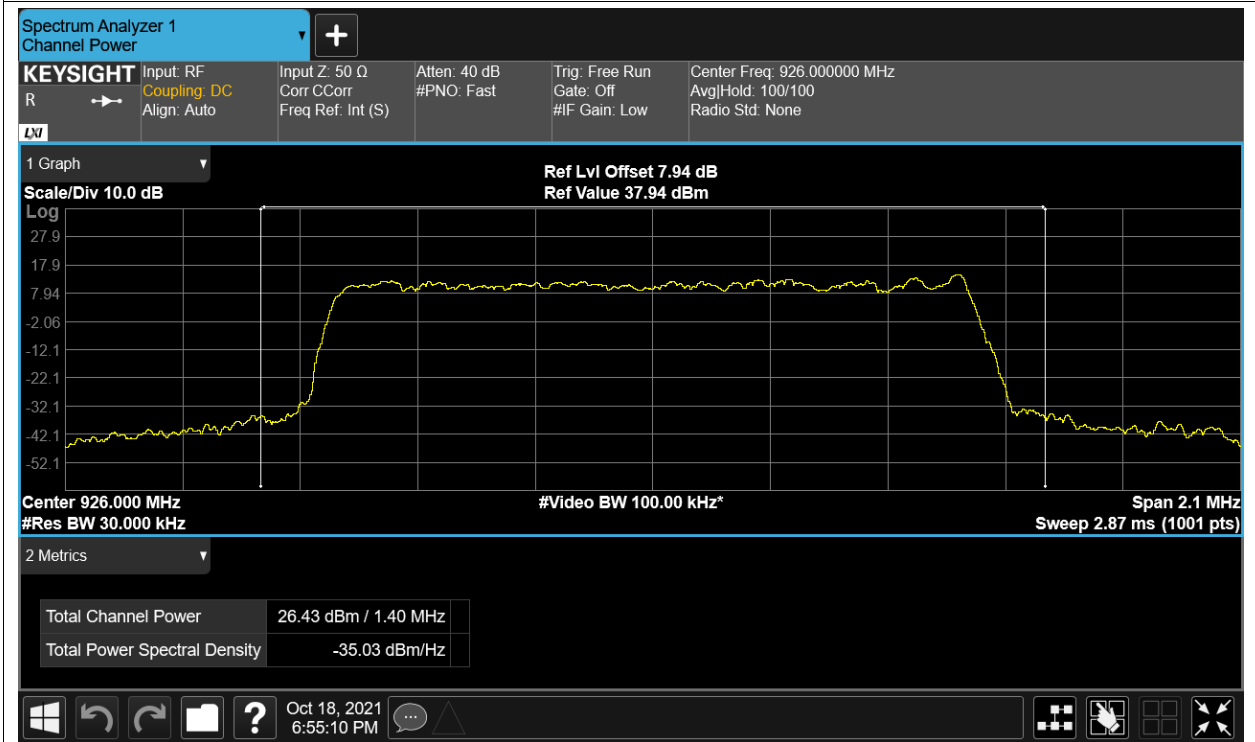 Spectrum Analyzer 1
Channel Power
+
KEYSIGHT Input: RF Input Z: 50 Ω Atten: 40 dB Trig: Free Run Center Freq: 926.000000 MHz
R Coupling: DC Corr CCorr #PNO: Fast Gate: Off Avg|Hold: 100/100
Align: Auto Freq Ref: Int (S) #IF Gain: Low Radio Std: None
LXI
1 Graph
Ref Lvl Offset 7.94 dB
Scale/Div 10.0 dB Ref Value 37.94 dBm
Log
27.9
17.9
7.94
-2.06
-12.1
-22.1
-32.1
-42.1
-52.1
Center 926.000 MHz #Video BW 100.00 kHz* Span 2.1 MHz
#Res BW 30.000 kHz Sweep 2.87 ms (1001 pts)
2 Metrics
Total Channel Power 26.43 dBm / 1.40 MHz
Total Power Spectral Density -35.03 dBm/Hz
? Oct 18, 2021
6:55:10 PM